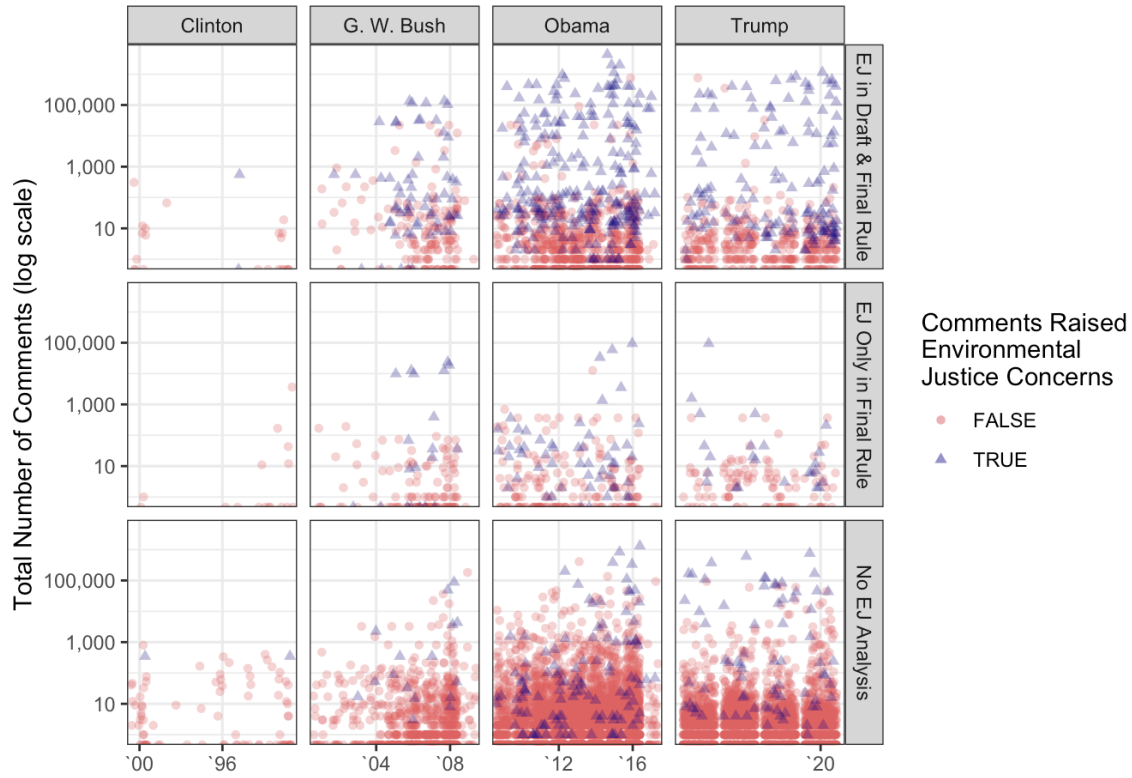 Clinton
G. W. Bush
Obama
Trump
Total Number of Comments (log scale)
100,000
1,000
10
EJ in Draft & Final Rule
100,000
1,000
10
EJ Only in Final Rule
100,000
1,000
10
No EJ Analysis
`00
`96
`04
`08
`12
`16
`20
Comments Raised
Environmental
Justice Concerns
FALSE
TRUE